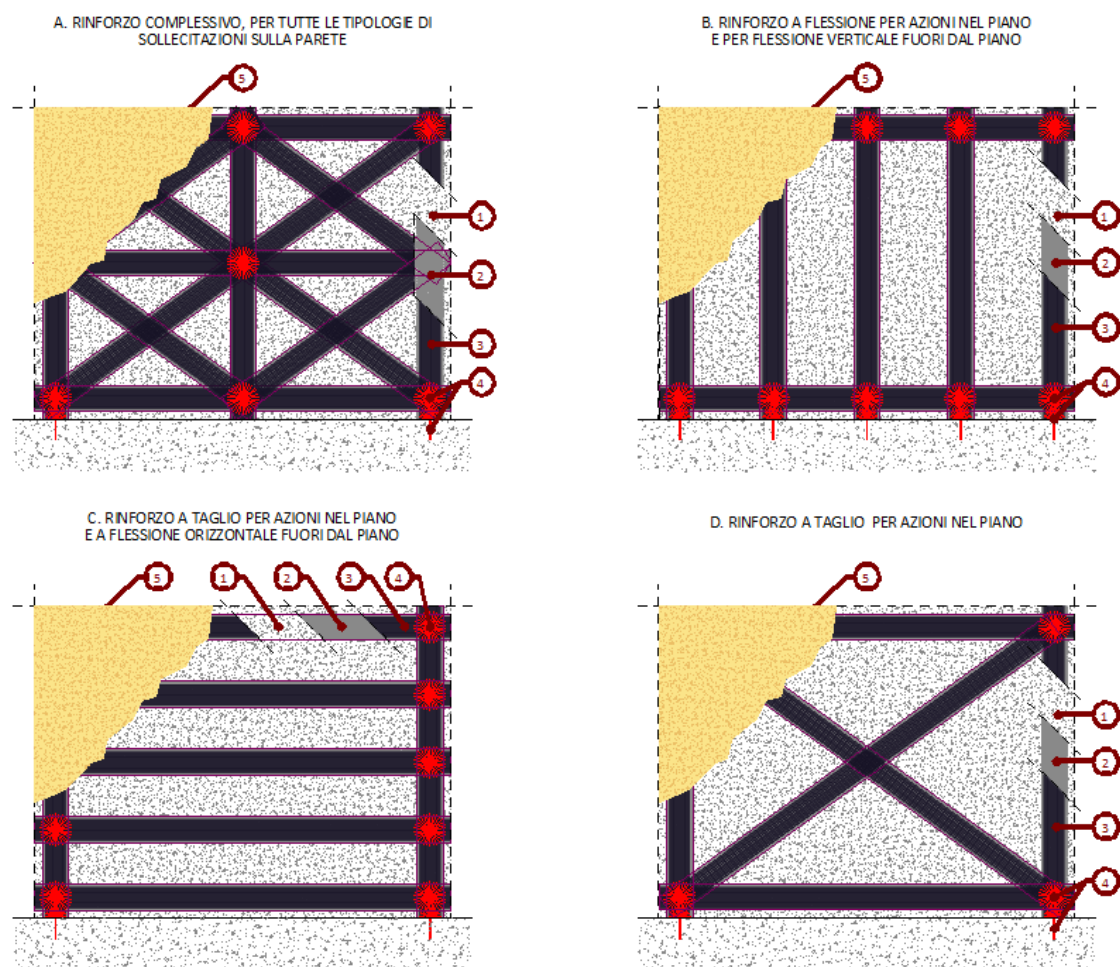 A. RINFORZO COMPLESSIVO, PER TUTTE LE TIPOLOGIE DI
SOLLECITAZIONI SULLA PARETE
5
1
2
3
4
B. RINFORZO A FLESSIONE PER AZIONI NEL PIANO
E PER FLESSIONE VERTICALE FUORI DAL PIANO
5
1
2
3
4
C. RINFORZO A TAGLIO PER AZIONI NEL PIANO
E A FLESSIONE ORIZZONTALE FUORI DAL PIANO
5
1
2
3
4
D. RINFORZO A TAGLIO PER AZIONI NEL PIANO
5
1
2
3
4